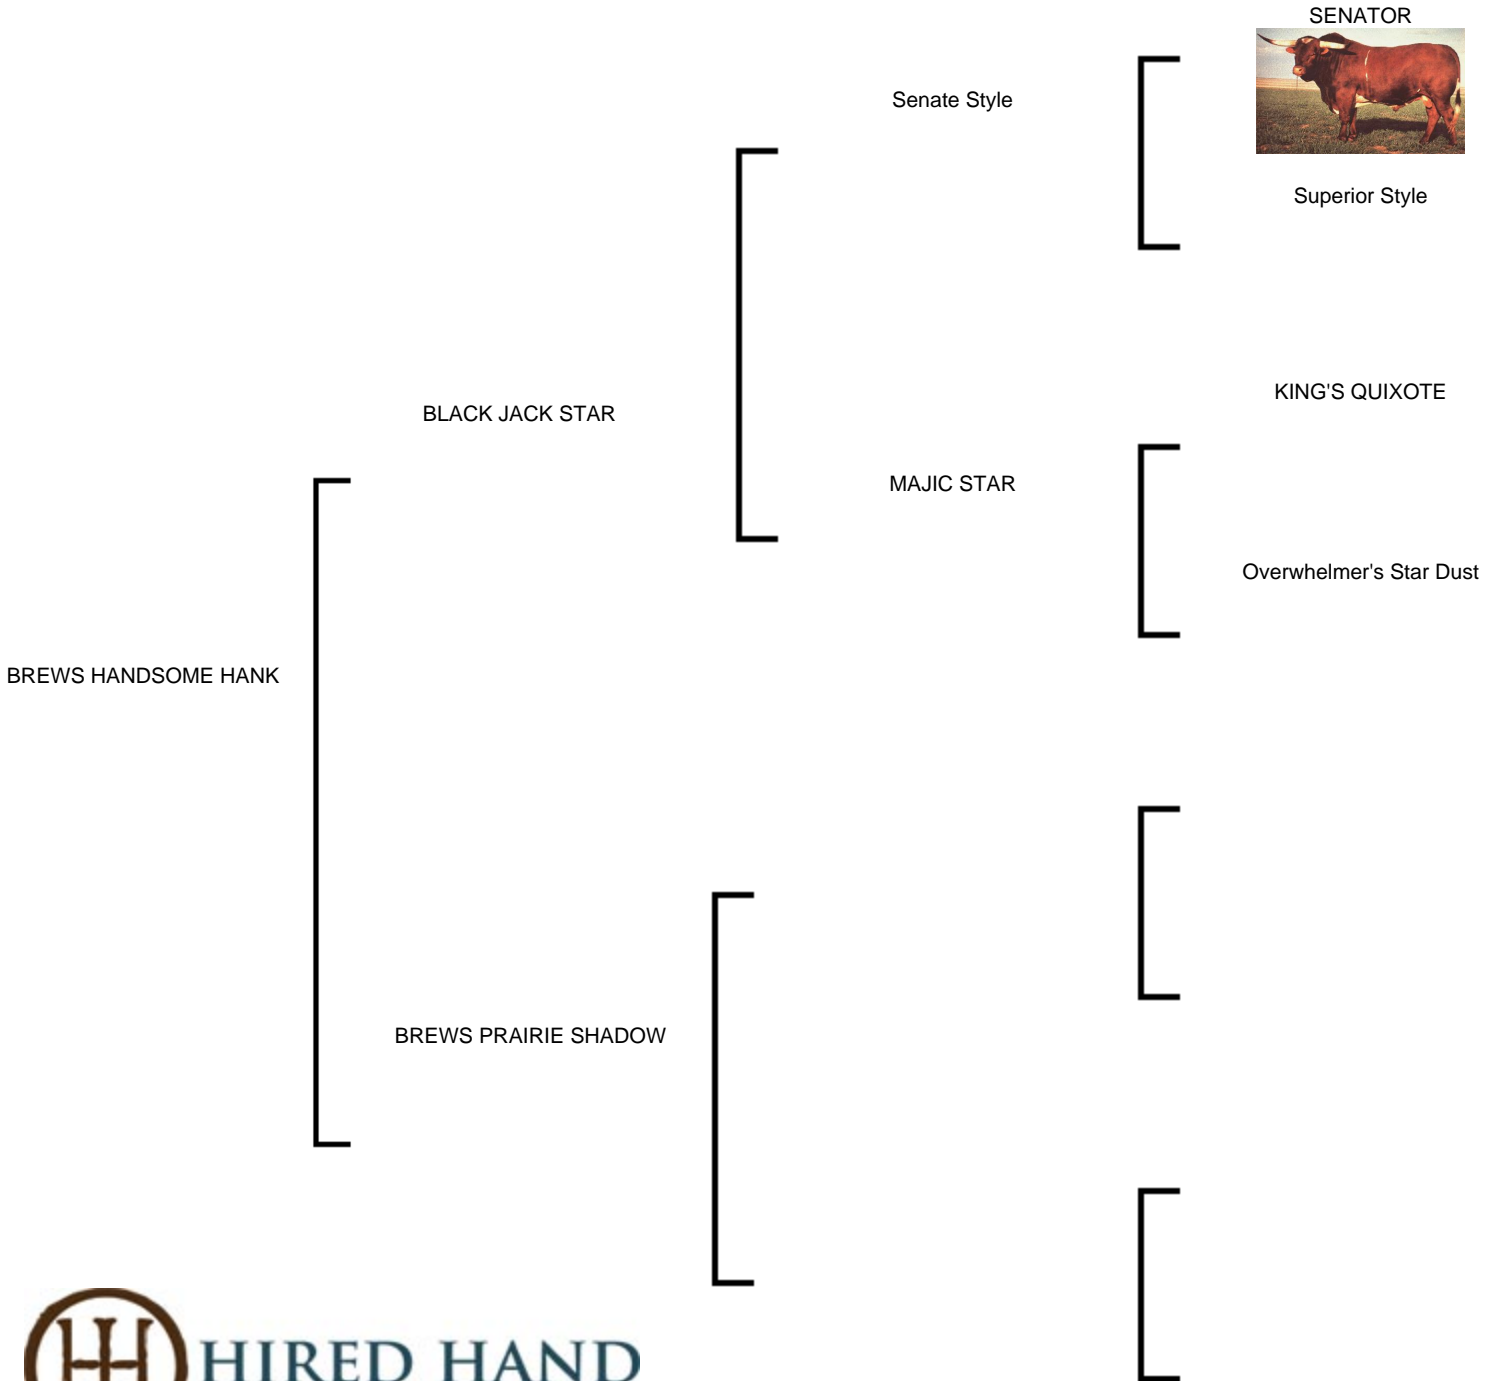 SENATOR
Senate Style
Superior Style
KING'S QUIXOTE
BLACK JACK STAR
MAJIC STAR
Overwhelmer's Star Dust
BREWS HANDSOME HANK
BREWS PRAIRIE SHADOW
HIRED HAND